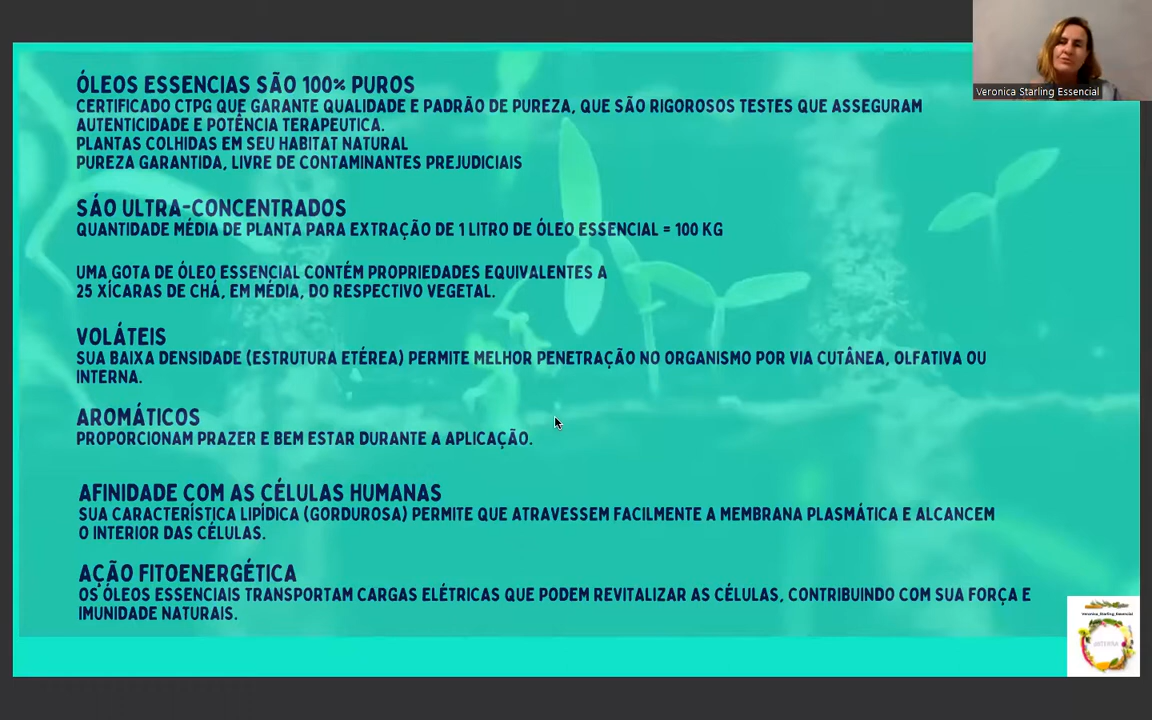 ÓLEOS ESSENCIAS SÃO 100% PUROS
CERTIFICADO CTPG QUE GARANTE QUALIDADE E PADRÃO DE PUREZA, QUE SÃO RIGOROSOS TESTES QUE ASSEGURAM
AUTENTICIDADE E POTÊNCIA TERAPEUTICA.
PLANTAS COLHIDAS EM SEU HABITAT NATURAL
PUREZA GARANTIDA, LIVRE DE CONTAMINANTES PREJUDICIAIS
SÁO ULTRA-CONCENTRADOS
QUANTIDADE MÉDIA DE PLANTA PARA EXTRAÇÃO DE 1 LITRO DE ÓLEO ESSENCIAL = 100 KG
UMA GOTA DE ÓLEO ESSENCIAL CONTÉM PROPRIEDADES EQUIVALENTES A
25 XÍCARAS DE CHÁ, EM MÉDIA, DO RESPECTIVO VEGETAL.
VOLÁTEIS
SUA BAIXA DENSIDADE (ESTRUTURA ETÉREA) PERMITE MELHOR PENETRAÇÃO NO ORGANISMO POR VIA CUTÂNEA, OLFATIVA OU
INTERNA.
AROMÁTICOS
PROPORCIONAM PRAZER E BEM ESTAR DURANTE A APLICAÇÃO.
AFINIDADE COM AS CÉLULAS HUMANAS
SUA CARACTERÍSTICA LIPÍDICA (GORDUROSA) PERMITE QUE ATRAVESSEM FACILMENTE A MEMBRANA PLASMÁTICA E ALCANCEM
O INTERIOR DAS CÉLULAS.
AÇÃO FITOENERGÉTICA
OS ÓLEOS ESSENCIAIS TRANSPORTAM CARGAS ELÉTRICAS QUE PODEM REVITALIZAR AS CÉLULAS, CONTRIBUINDO COM SUA FORÇA E
IMUNIDADE NATURAIS.
Veronica Starling Essencial
Veronica_Starling_Essencial